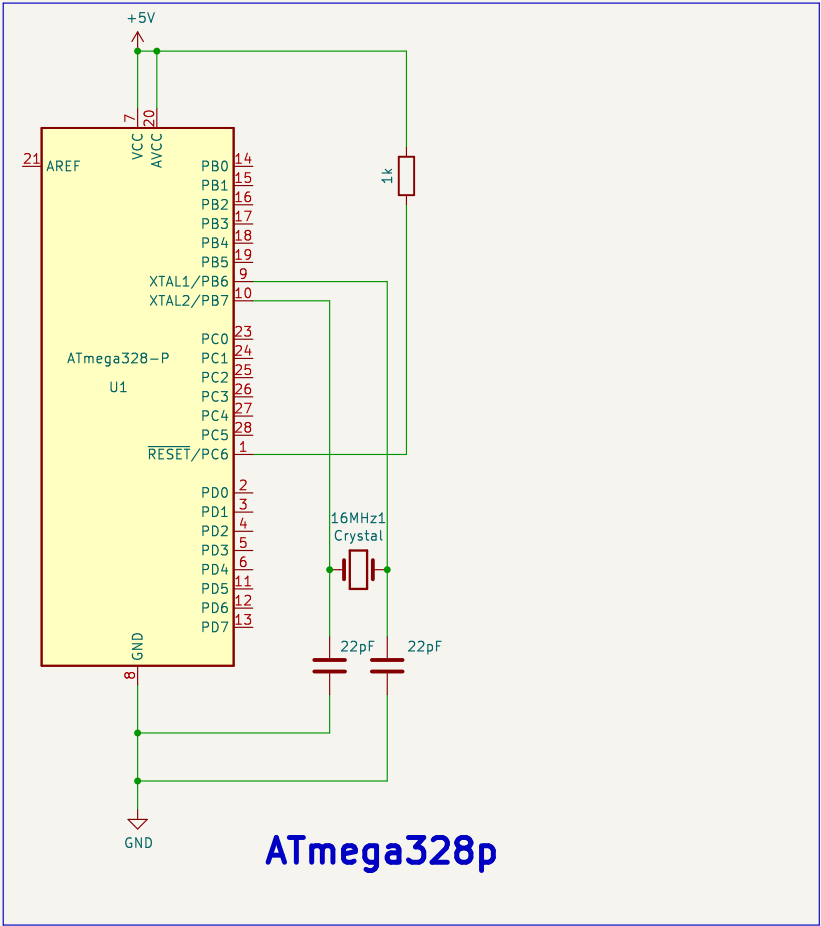 +5V
7
20
VCC
AVCC
21 AREF
PB0 14
PB1 15
PB2 16
PB3 17
PB4 18
PB5 19
XTAL1/PB6 9
XTAL2/PB7 10
1k
PC0 23
ATmega328-P
PC1 24
U1
PC2 25
PC3 26
PC4 27
PC5 28
RESET/PC6 1
PD0 2
PD1 3
PD2 4
PD3 5
PD4 6
PD5 11
PD6 12
PD7 13
16MHz1
Crystal
GND
8
22pF
22pF
GND
ATmega328p